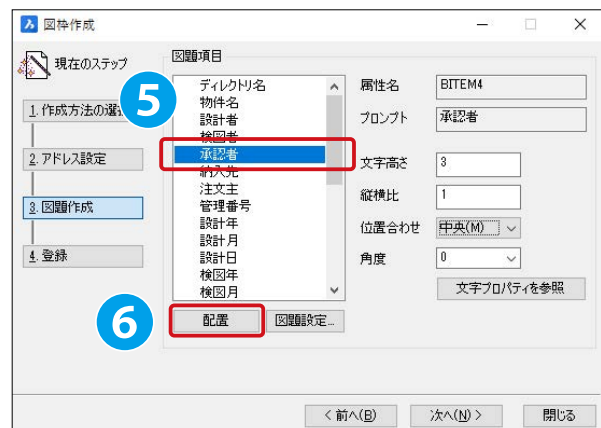 図枠作成
現在のステップ
1. 作成方法の選
2. アドレス設定
3. 図題作成
4. 登録
5
6
図題項目
ディレクトリ名
物件名
設計者
検図者
承認者
納入先
注文主
管理番号
設計年
設計月
設計日
検図年
検図月
配置
図題設定...
属性名
BITEM4
プロンプト
承認者
文字高さ
3
縦横比
1
位置合わせ
中央(M)
角度
0
文字プロパティを参照
< 前へ(B)
次へ(N) >
閉じる